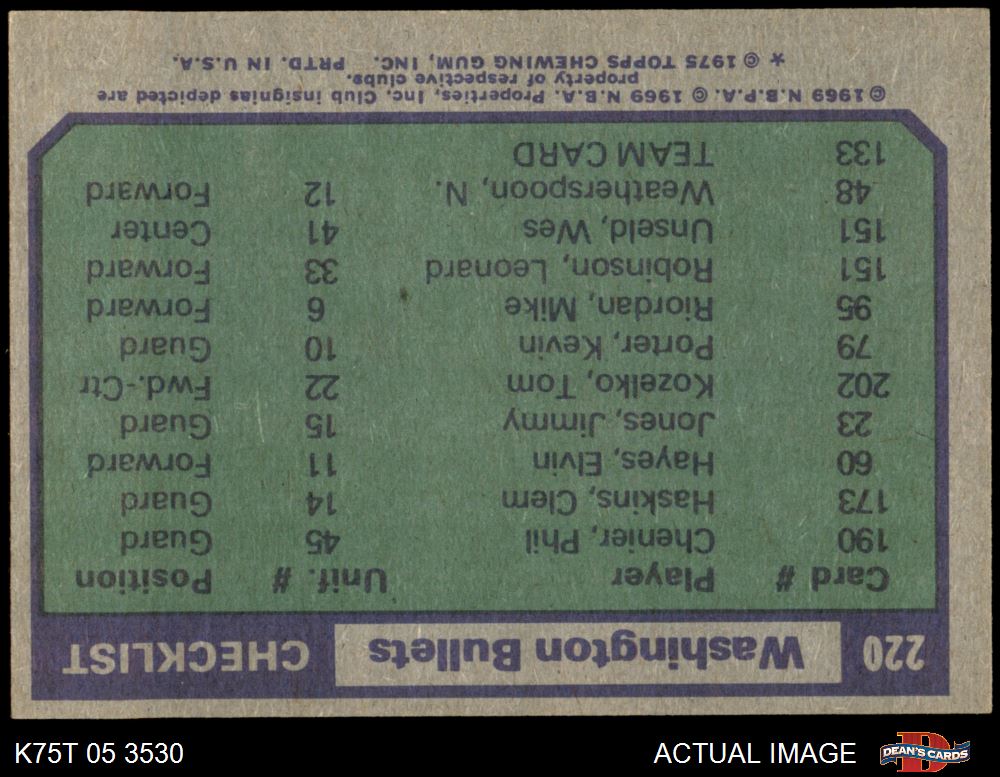 220 Washington Bullets CHECKLIST
Card # Player Unif. # Position
190 Chenier, Phil 45 Guard
173 Haskins, Clem 14 Guard
60 Hayes, Elvin 11 Forward
23 Jones, Jimmy 15 Guard
202 Kozelko, Tom 22 Fwd.-Ctr
79 Porter, Kevin 10 Guard
95 Riordan, Mike 6 Forward
151 Robinson, Leonard 33 Forward
151 Unseld, Wes 41 Center
48 Weatherspoon, N. 12 Forward
133 TEAM CARD
© 1969 N.B.P.A. © 1969 N.B.A. Properties, Inc. Club insignias depicted are
property of respective clubs.
★ © 1975 TOPPS CHEWING GUM, INC. PRTD. IN U.S.A.
K75T 05 3530 ACTUAL IMAGE DEAN'S CARDS